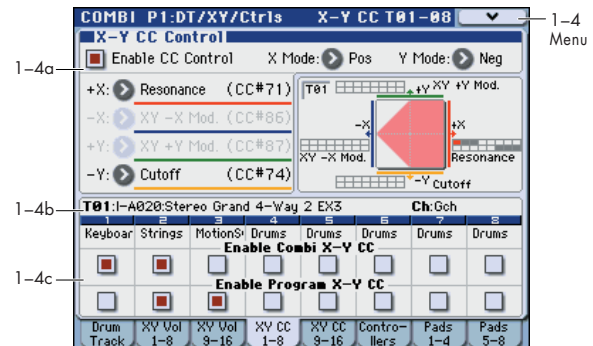 COMBI P1:DT/XY/Ctrls X-Y CC T01-08
1–4
Menu
X-Y CC Control
Enable CC Control X Mode: Pos Y Mode: Neg
1–4a
+X: Resonance (CC#71)
-X: XY -X Mod. (CC#86)
+Y: XY +Y Mod. (CC#87)
-Y: Cutoff (CC#74)
T01
+Y XY +Y Mod.
-X
+X
XY -X Mod.
Resonance
-Y Cutoff
1–4b
T01:I-A020:Stereo Grand 4-Way 2 EX3 Ch:Gch
1 2 3 4 5 6 7 8
Keyboar Strings MotionS Drums Drums Drums Drums Drums
Enable Combi X-Y CC
1–4c
Enable Program X-Y CC
Drum Track
XY Vol 1-8
XY Vol 9-16
XY CC 1-8
XY CC 9-16
Contro-llers
Pads 1-4
Pads 5-8